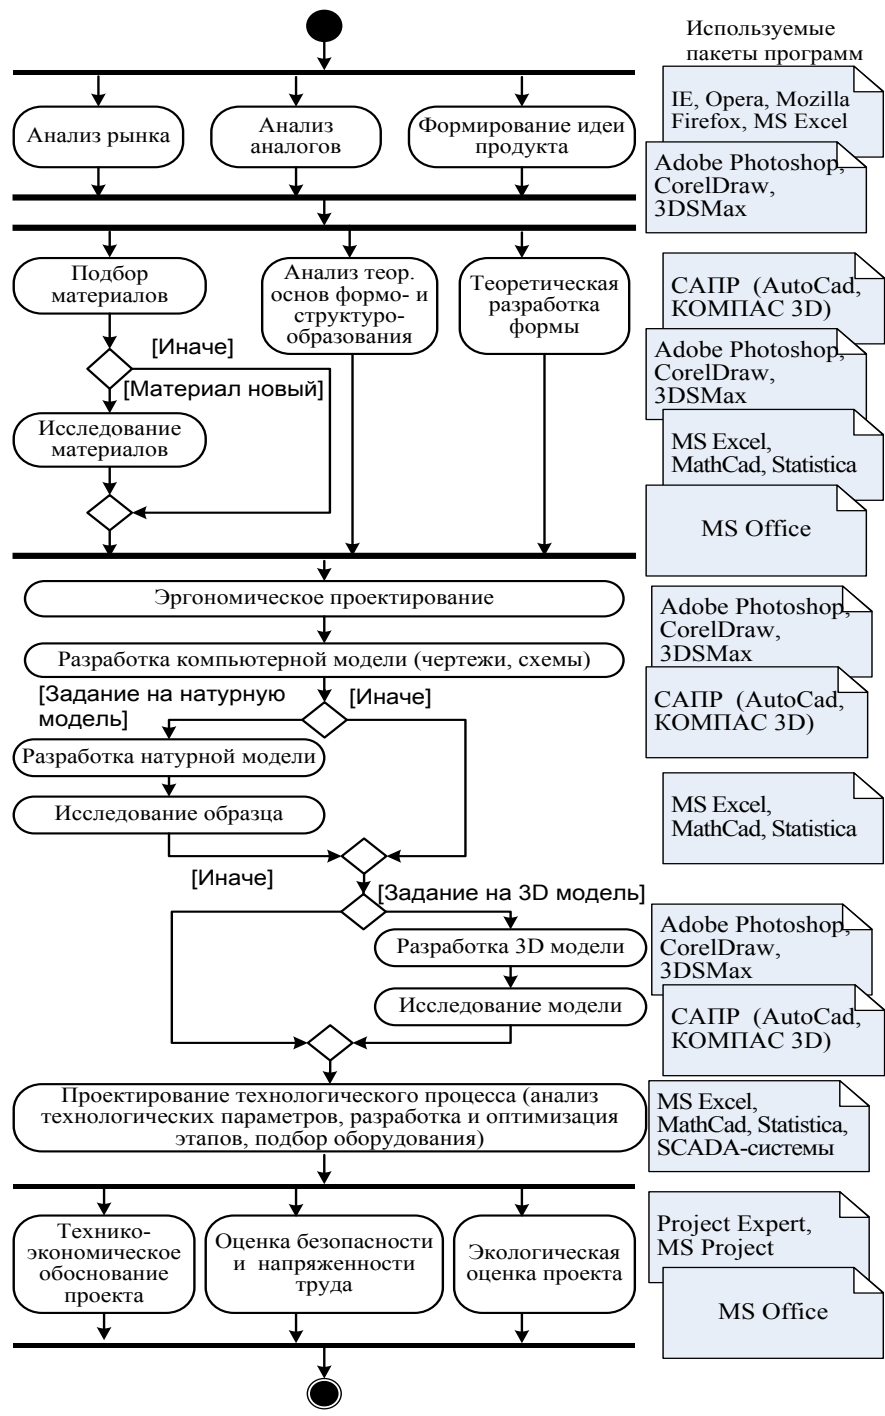 Используемые
пакеты программ
IE, Opera, Mozilla
Firefox, MS Excel
Анализ рынка
Анализ
аналогов
Формирование идеи
продукта
Adobe Photoshop,
CorelDraw,
3DSMax
Подбор
материалов
Анализ теор.
основ формо- и
структуро-
образования
Теоретическая
разработка
формы
САПР (AutoCad,
КОМПАС 3D)
[Иначе]
[Материал новый]
Adobe Photoshop,
CorelDraw,
3DSMax
Исследование
материалов
MS Excel,
MathCad, Statistica
MS Office
Эргономическое проектирование
Adobe Photoshop,
CorelDraw,
3DSMax
Разработка компьютерной модели (чертежи, схемы)
[Задание на натурную
модель]
[Иначе]
САПР (AutoCad,
КОМПАС 3D)
Разработка натурной модели
Исследование образца
MS Excel,
MathCad, Statistica
[Иначе]
[Задание на 3D модель]
Разработка 3D модели
Adobe Photoshop,
CorelDraw,
3DSMax
Исследование модели
САПР (AutoCad,
КОМПАС 3D)
Проектирование технологического процесса (анализ
технологических параметров, разработка и оптимизация
этапов, подбор оборудования)
MS Excel,
MathCad, Statistica,
SCADA-системы
Технико-
экономическое
обоснование
проекта
Оценка безопасности
и напряженности
труда
Экологическая
оценка проекта
Project Expert,
MS Project
MS Office